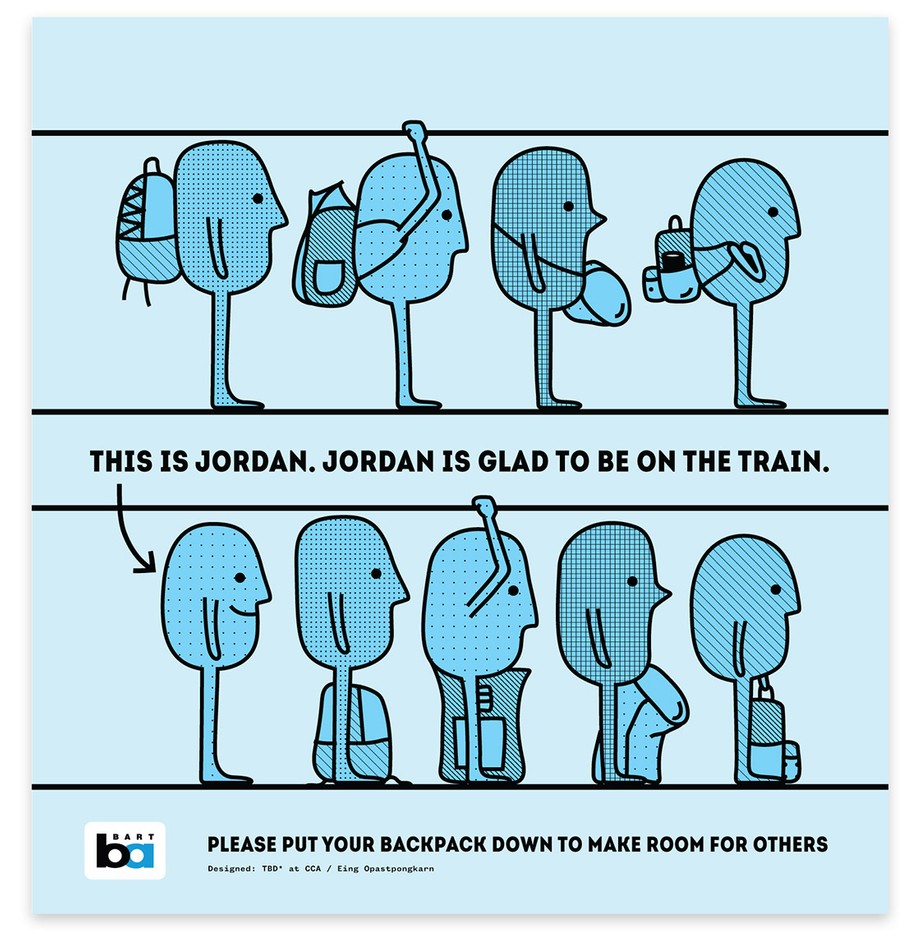 THIS IS JORDAN. JORDAN IS GLAD TO BE ON THE TRAIN.
BART
ba
PLEASE PUT YOUR BACKPACK DOWN TO MAKE ROOM FOR OTHERS
Designed: TBD* at CCA / Eing Opastpongkarn